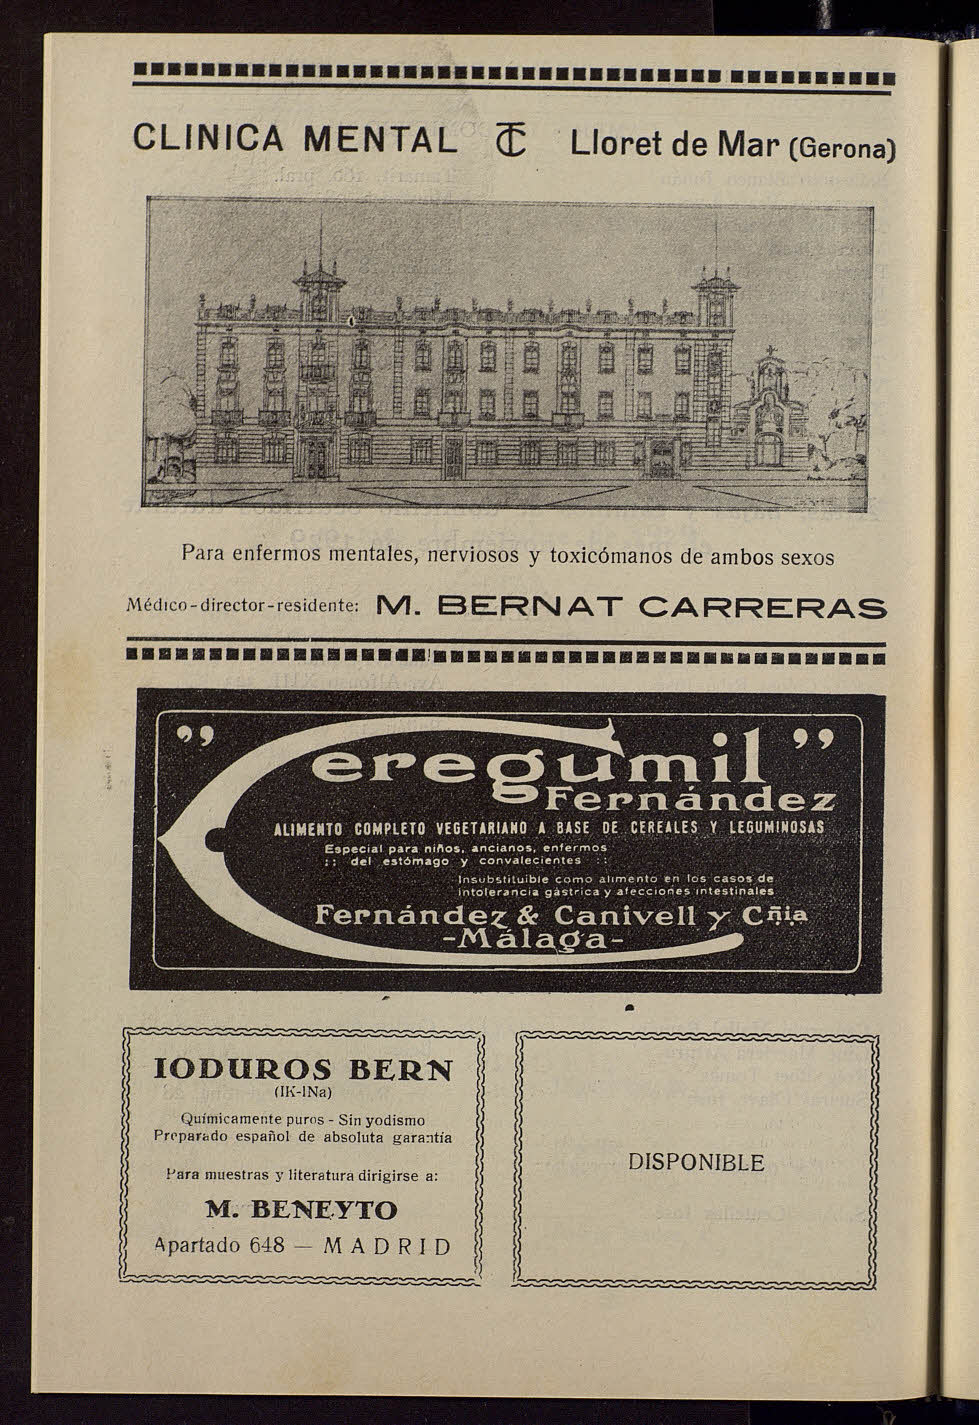 CLINICA MENTAL TC Lloret de Mar (Gerona)
Para enfermos mentales, nerviosos y toxicómanos de ambos sexos
Médico-director-residente: M. BERNAT CARRERAS
"Ceregumil"
Fernández
ALIMENTO COMPLETO VEGETARIANO A BASE DE CEREALES Y LEGUMINOSAS
Especial para niños, ancianos, enfermos
:: del estómago y convalecientes ::
Insubstituible como alimento en los casos de
intolerancia gástrica y afecciones intestinales
Fernández & Canivell y Cñia
-Málaga-
IODUROS BERN
(IK-INa)
Químicamente puros - Sin yodismo
Preparado español de absoluta garantía
Para muestras y literatura dirigirse a:
M. BENEYTO
Apartado 648 — MADRID
DISPONIBLE